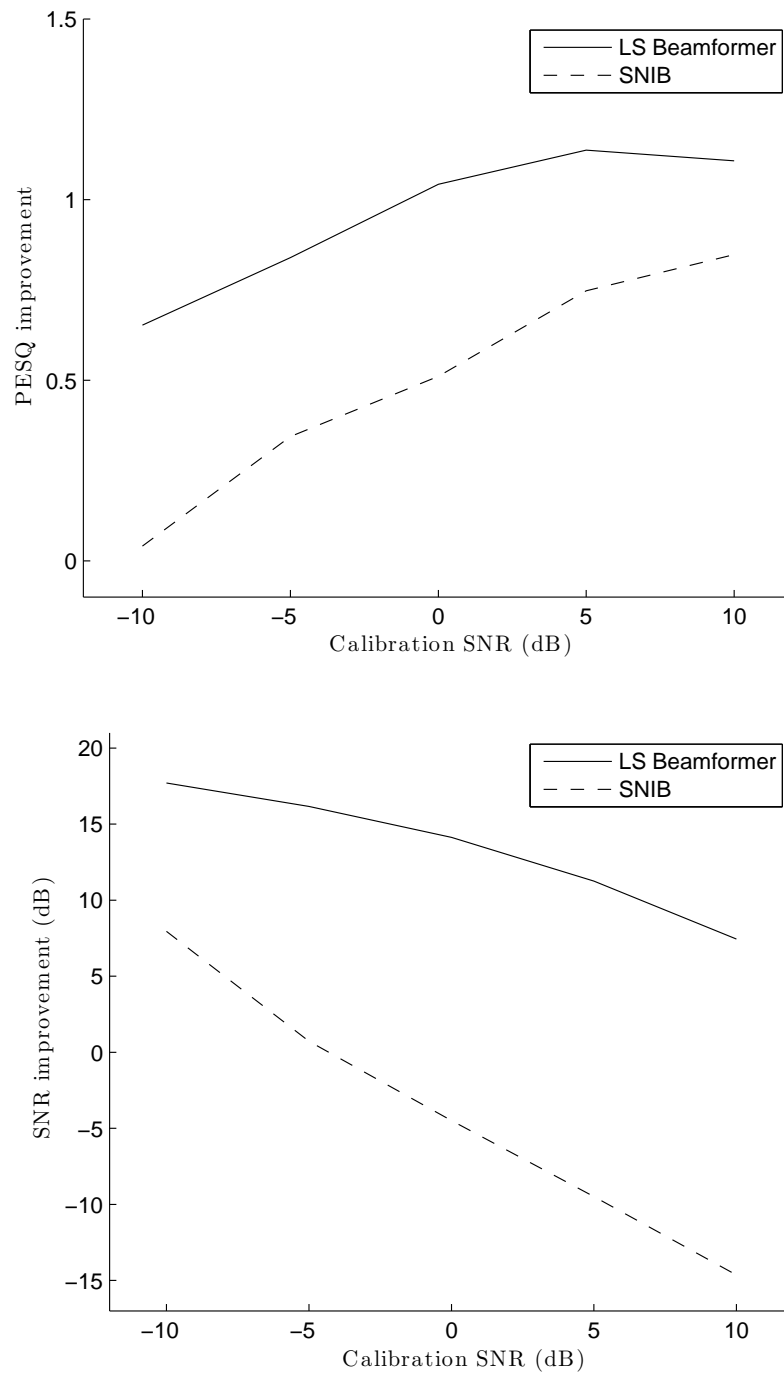 1.5
LS Beamformer
SNIB
1
0.5
0
PESQ improvement
−10 −5 0 5 10
Calibration SNR (dB)
20
LS Beamformer
SNIB
15
10
5
0
−5
−10
−15
SNR improvement (dB)
−10 −5 0 5 10
Calibration SNR (dB)